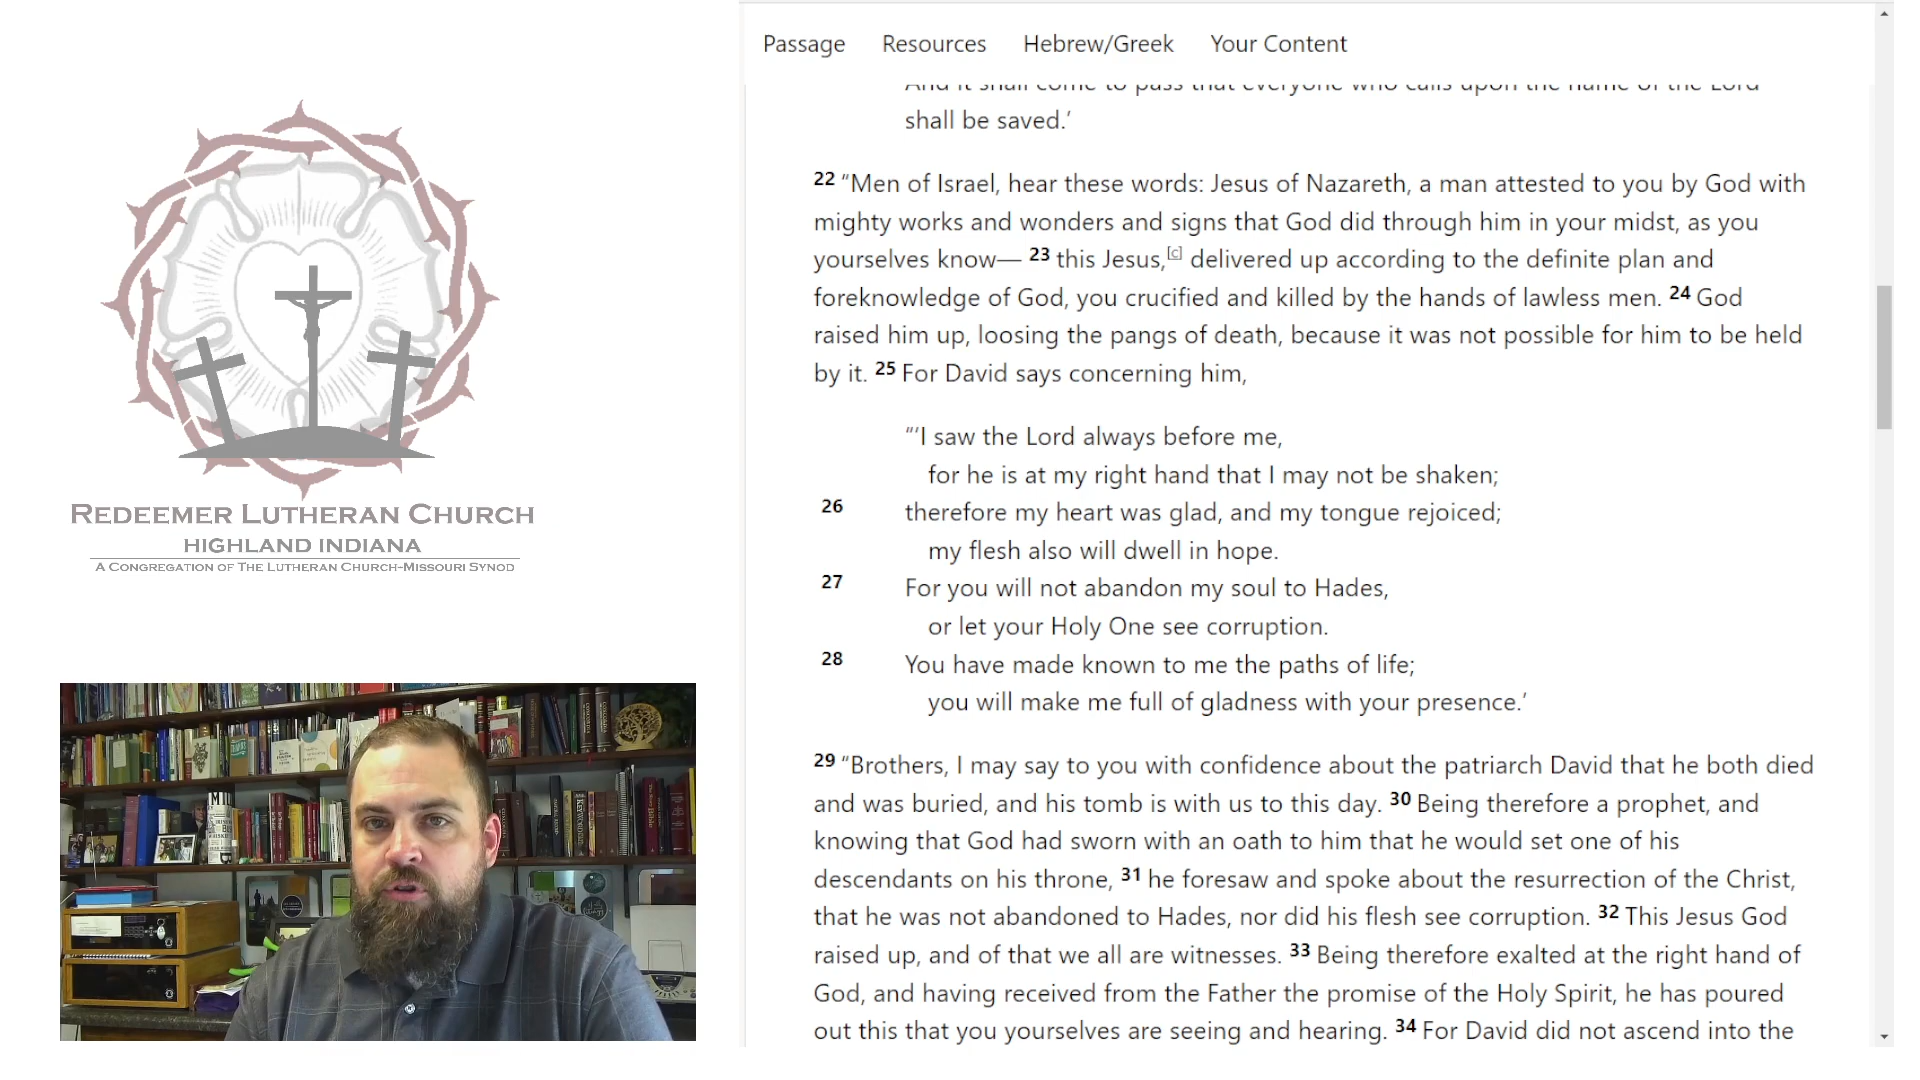 Passage Resources Hebrew/Greek Your Content
And it shall come to pass that everyone who calls upon the name of the Lord
shall be saved.’
22 “Men of Israel, hear these words: Jesus of Nazareth, a man attested to you by God with
mighty works and wonders and signs that God did through him in your midst, as you
yourselves know— 23 this Jesus,[c] delivered up according to the definite plan and
foreknowledge of God, you crucified and killed by the hands of lawless men. 24 God
raised him up, loosing the pangs of death, because it was not possible for him to be held
by it. 25 For David says concerning him,
“‘I saw the Lord always before me,
for he is at my right hand that I may not be shaken;
26 therefore my heart was glad, and my tongue rejoiced;
my flesh also will dwell in hope.
27 For you will not abandon my soul to Hades,
or let your Holy One see corruption.
28 You have made known to me the paths of life;
you will make me full of gladness with your presence.’
29 “Brothers, I may say to you with confidence about the patriarch David that he both died
and was buried, and his tomb is with us to this day. 30 Being therefore a prophet, and
knowing that God had sworn with an oath to him that he would set one of his
descendants on his throne, 31 he foresaw and spoke about the resurrection of the Christ,
that he was not abandoned to Hades, nor did his flesh see corruption. 32 This Jesus God
raised up, and of that we all are witnesses. 33 Being therefore exalted at the right hand of
God, and having received from the Father the promise of the Holy Spirit, he has poured
out this that you yourselves are seeing and hearing. 34 For David did not ascend into the
REDEEMER LUTHERAN CHURCH
HIGHLAND INDIANA
A CONGREGATION OF THE LUTHERAN CHURCH-MISSOURI SYNOD